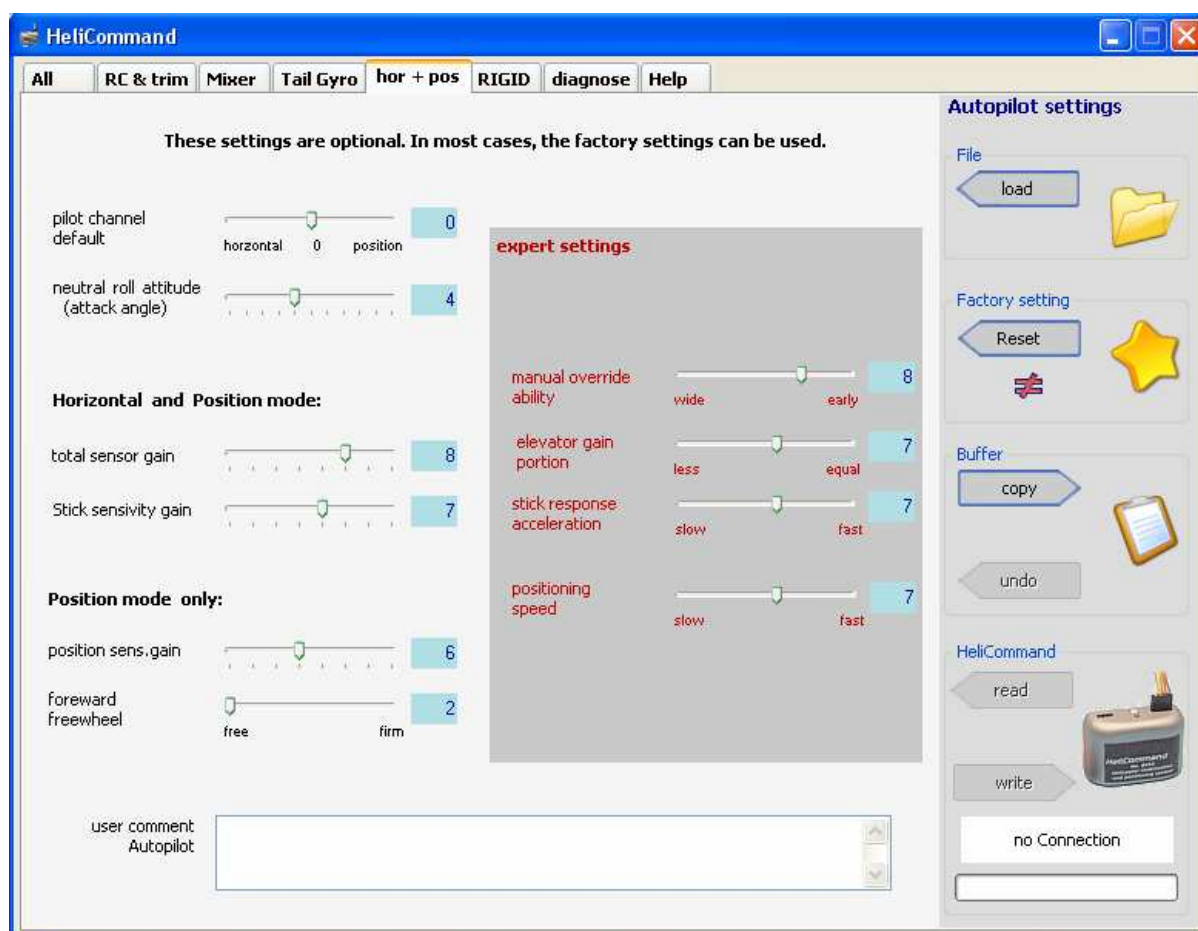 HeliCommand
All RC & trim Mixer Tail Gyro hor + pos RIGID diagnose Help
These settings are optional. In most cases, the factory settings can be used.
pilot channel
default
0
horzontal 0 position
neutral roll attitude
(attack angle)
4
Horizontal and Position mode:
total sensor gain
8
Stick sensivity gain
7
Position mode only:
position sens.gain
6
foreward
freewheel
2
free firm
expert settings
manual override
ability
8
wide early
elevator gain
portion
7
less equal
stick response
acceleration
7
slow fast
positioning
speed
7
slow fast
user comment
Autopilot
Autopilot settings
File
load
Factory setting
Reset
≠
Buffer
copy
undo
HeliCommand
read
HeliCommand
write
no Connection